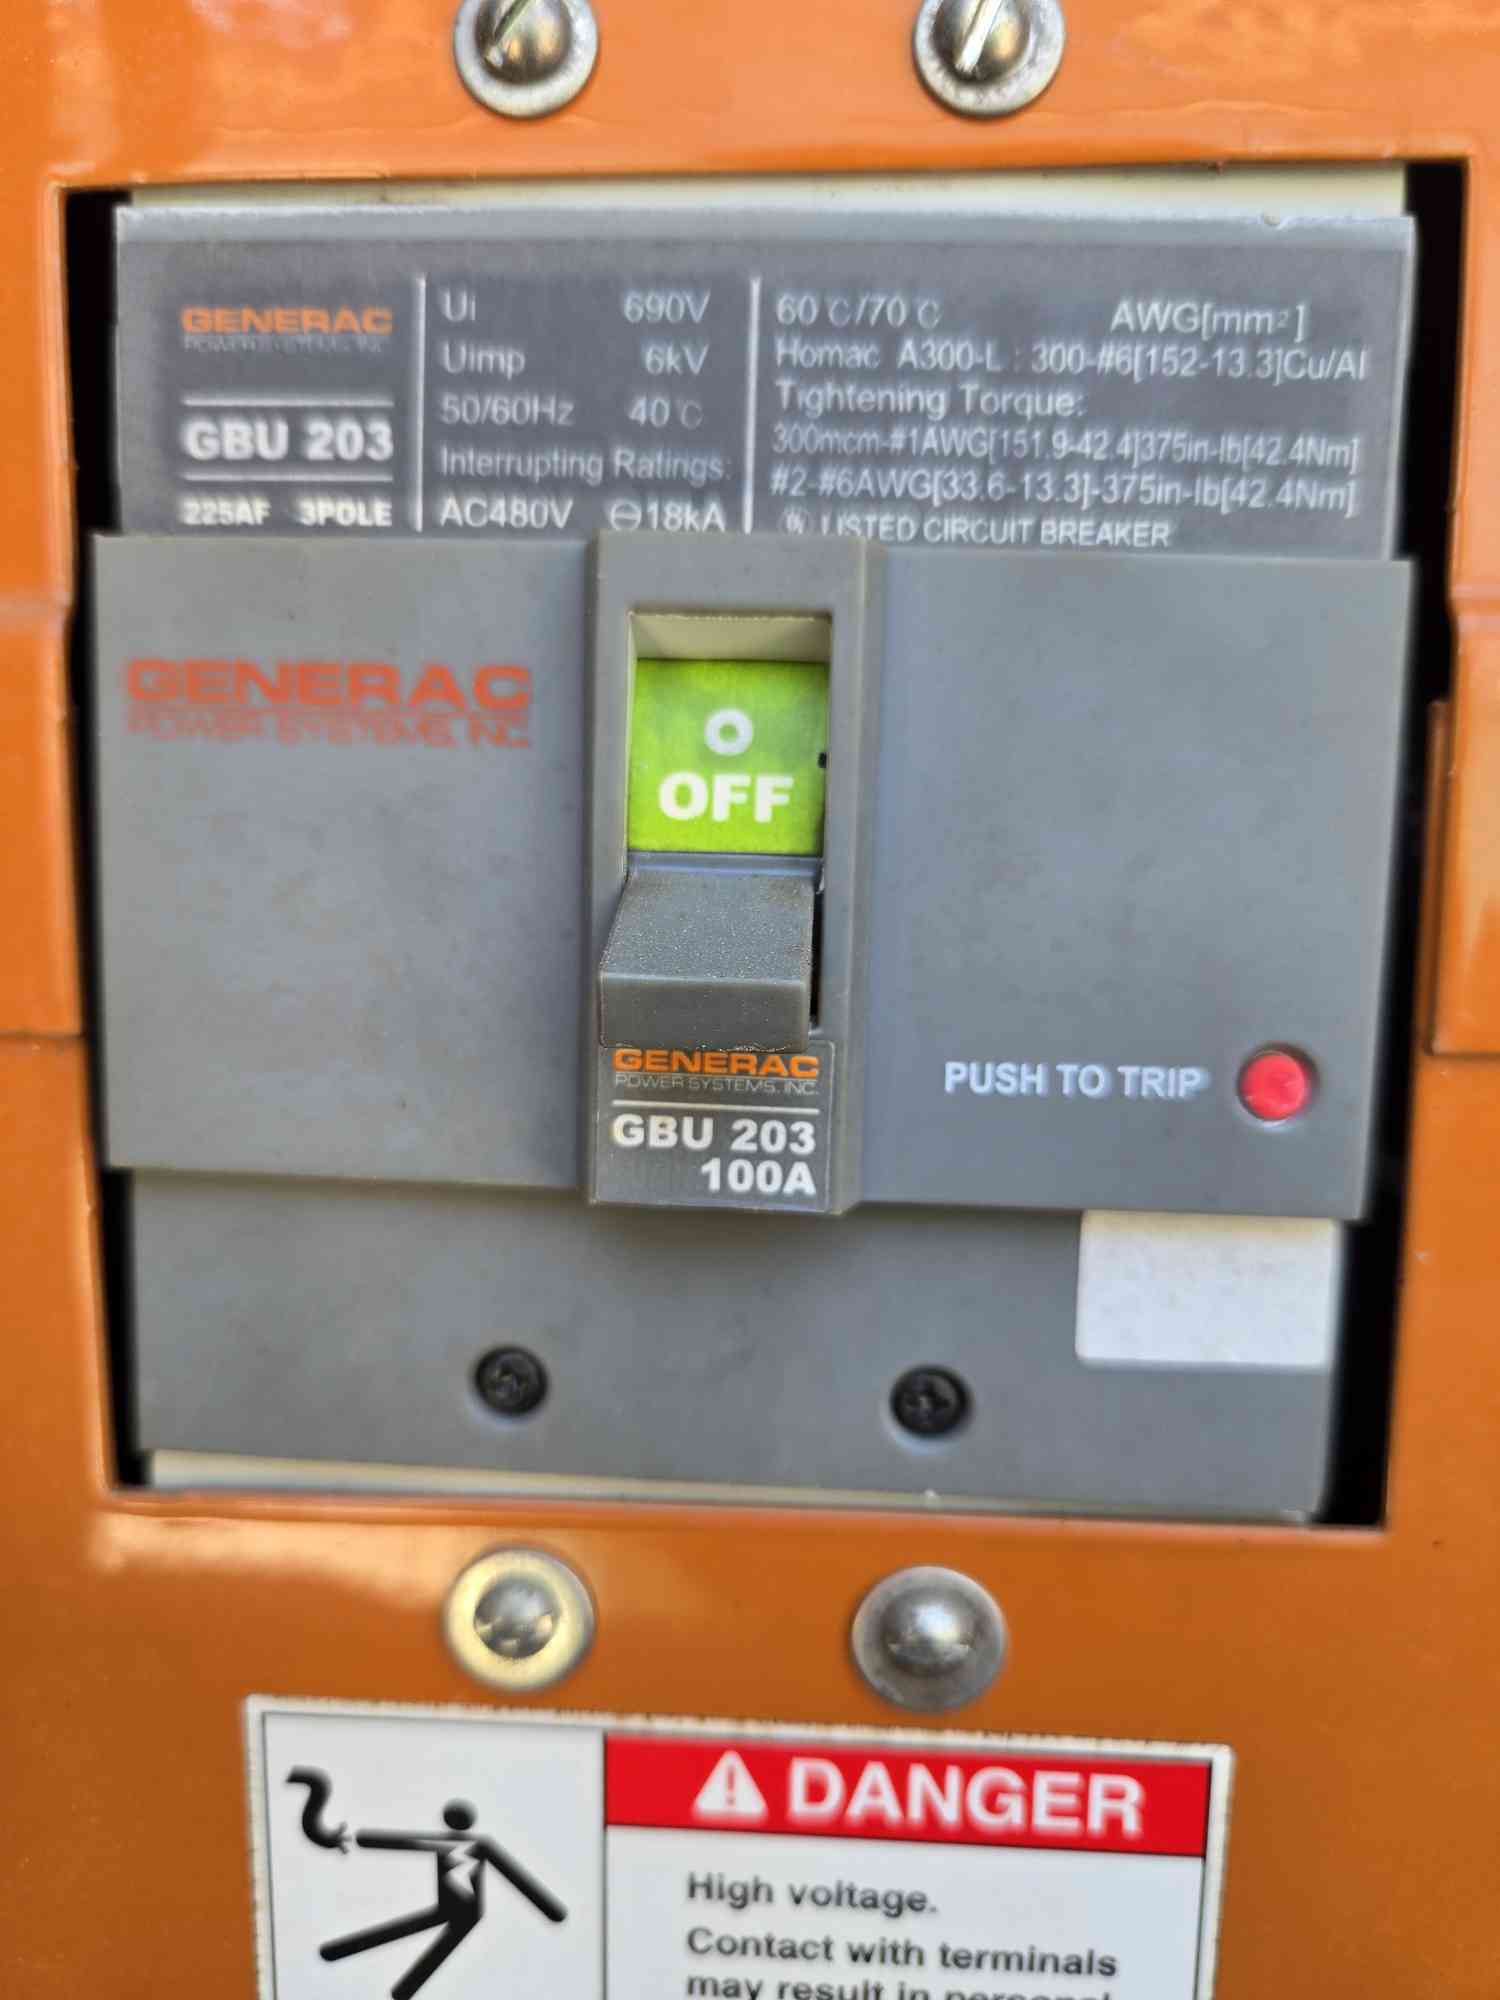 GENERAC
POWER SYSTEMS, INC.
GBU 203
225AF 3POLE
Ui 690V
Uimp 6kV
50/60Hz 40℃
Interrupting Ratings:
AC480V 18kA
60℃/70℃ AWG[mm²]
Homac A300-L : 300-#6[152-13.3]Cu/Al
Tightening Torque:
300mcm-#1AWG[151.9-42.4]375in-lb[42.4Nm]
#2-#6AWG[33.6-13.3]-375in-lb[42.4Nm]
LISTED CIRCUIT BREAKER
GENERAC
POWER SYSTEMS, INC.
O
OFF
GENERAC
POWER SYSTEMS, INC.
GBU 203
100A
PUSH TO TRIP
DANGER
High voltage.
Contact with terminals
may result in personal